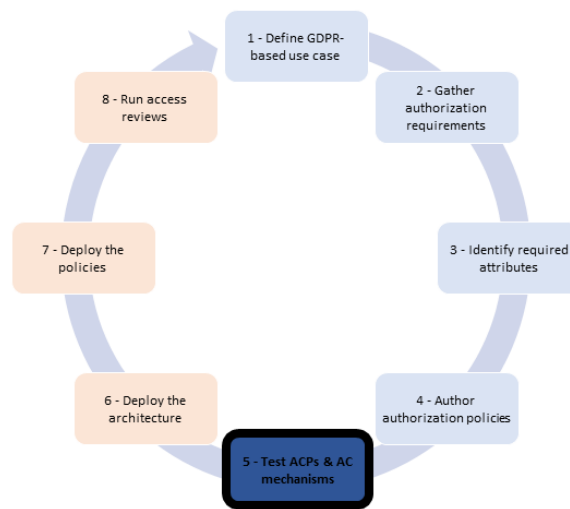 1 - Define GDPR-
based use case
2 - Gather
authorization
requirements
3 - Identify required
attributes
4 - Author
authorization policies
5 - Test ACPs & AC
mechanisms
6 - Deploy the
architecture
7 - Deploy the
policies
8 - Run access
reviews